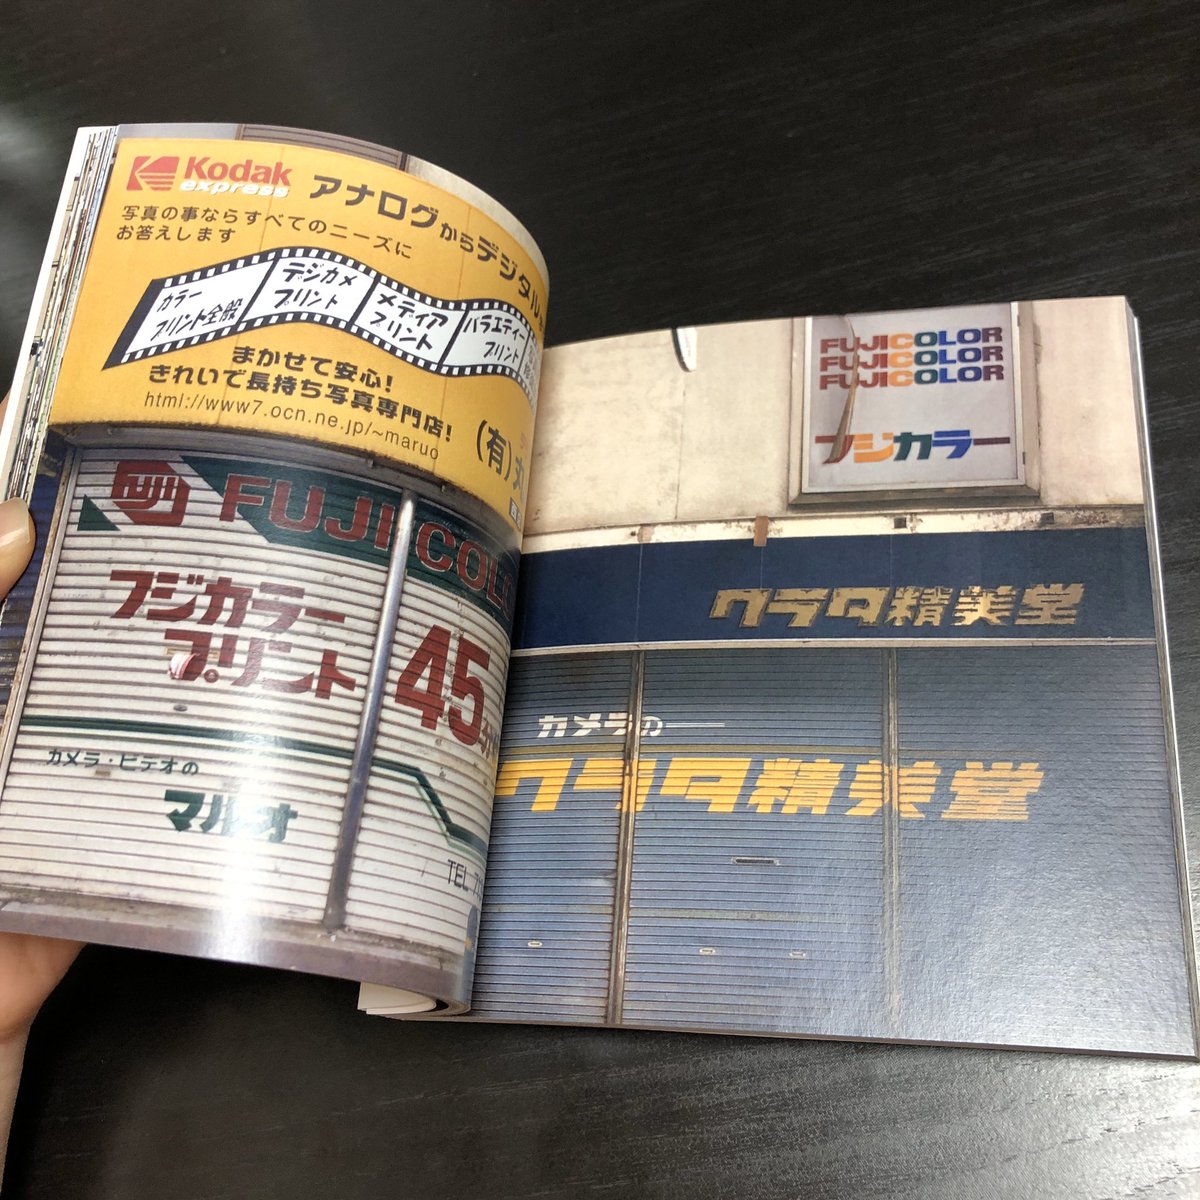 Kodak
express
アナログからデジタル
写真の事ならすべてのニーズに
お答えします
カラー
プリント全般
デジカメ
プリント
メディア
プリント
バラエティー
プリント
まかせて安心!
きれいで長持ち写真専門店!
html://www7.ocn.ne.jp/~maruo
(有)
FUJICOL
フジカラー
プリント
45
カメラ・ビデオの
マルオ
TEL
FUJICOLOR
FUJICOLOR
FUJICOLOR
フジカラー
クラタ精美堂
カメラの
クラタ精美堂